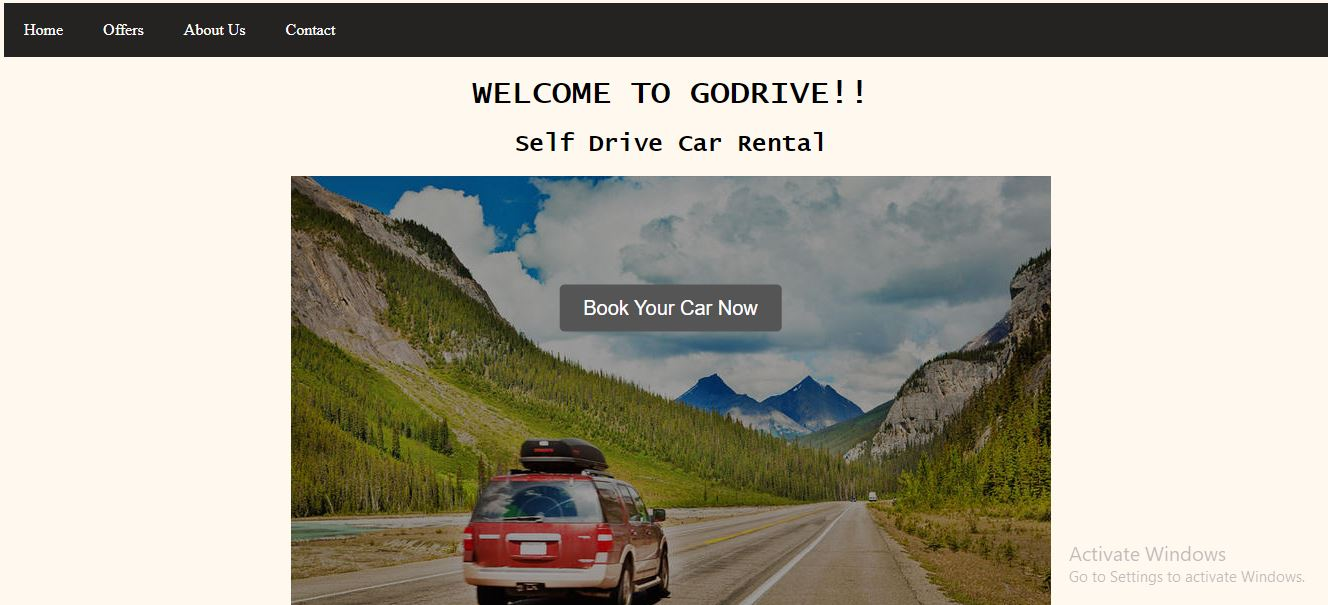 Home Offers About Us Contact
WELCOME TO GODRIVE!!
Self Drive Car Rental
Book Your Car Now
Activate Windows
Go to Settings to activate Windows.